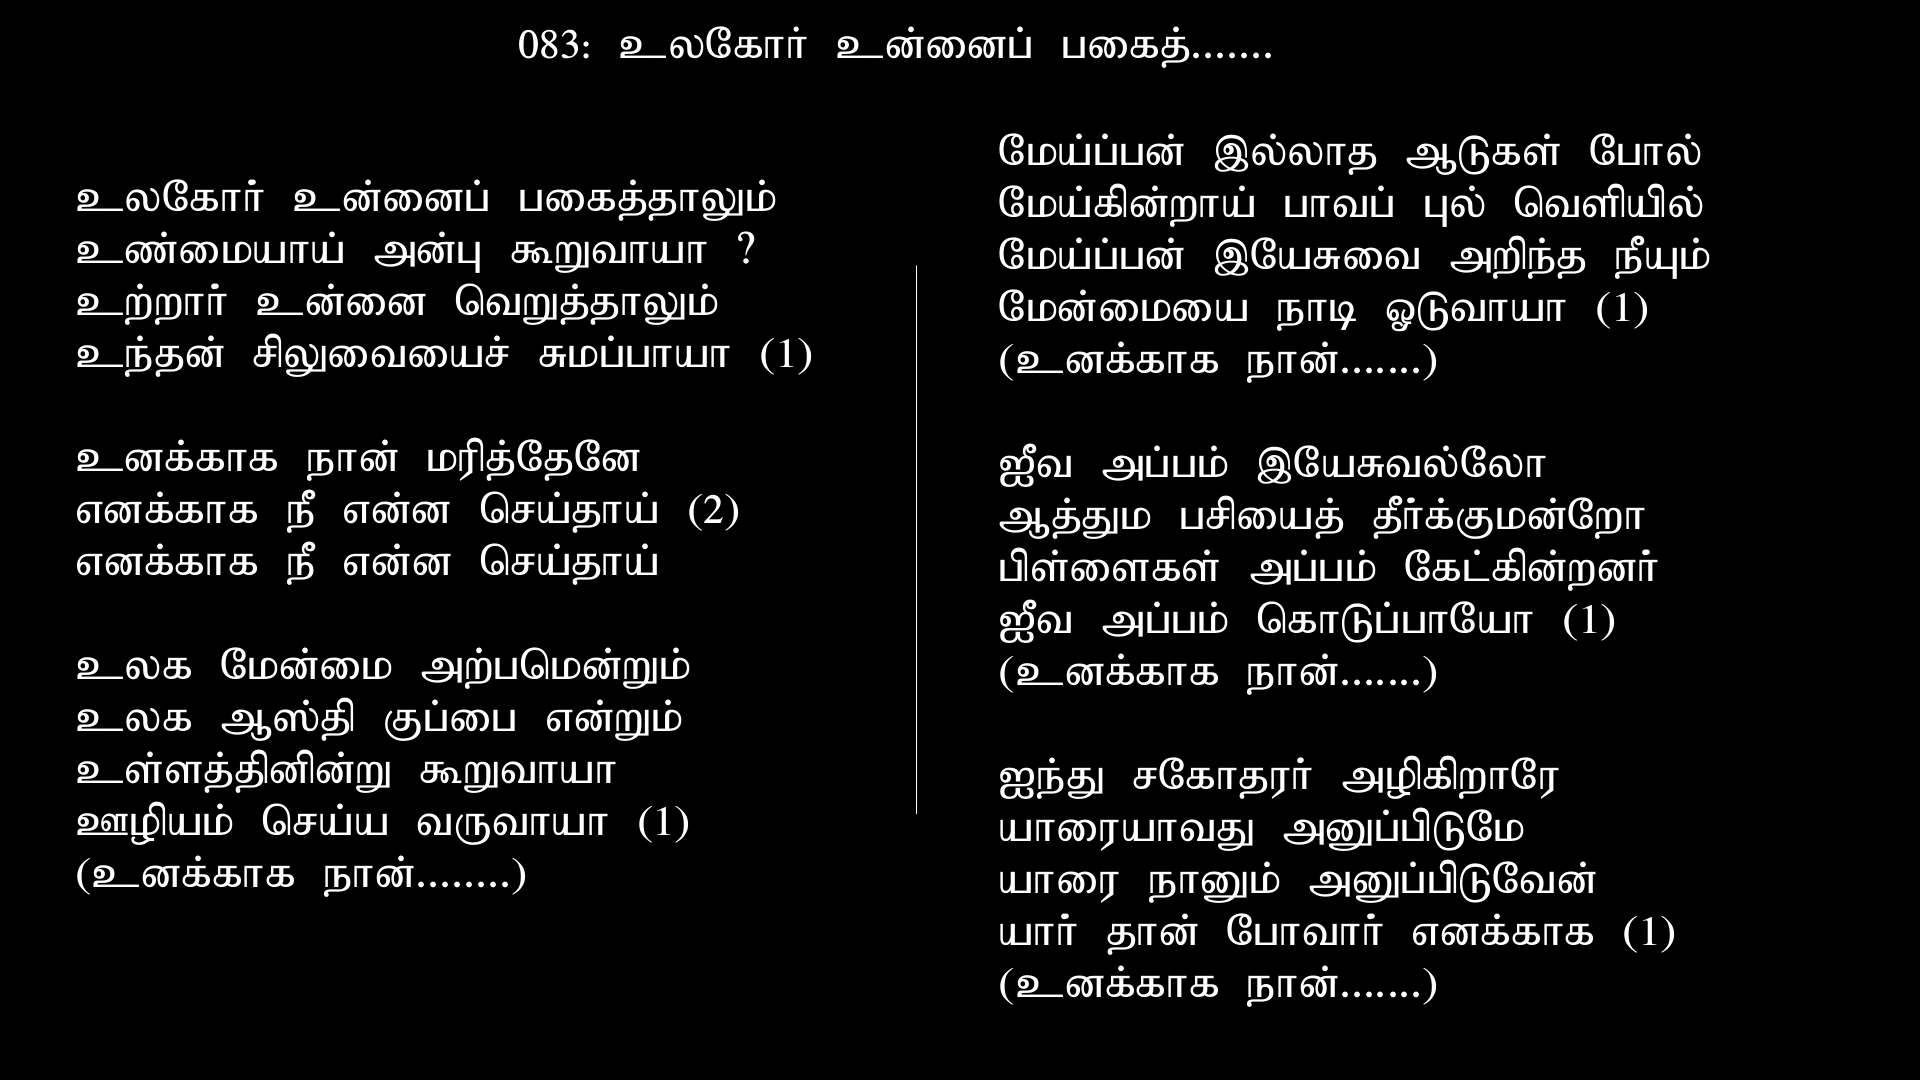 083: உலகோர் உன்னைப் பகைத்.......
உலகோர் உன்னைப் பகைத்தாலும்
உண்மையாய் அன்பு கூறுவாயா ?
உற்றார் உன்னை வெறுத்தாலும்
உந்தன் சிலுவையைச் சுமப்பாயா (1)
உனக்காக நான் மரித்தேனே
எனக்காக நீ என்ன செய்தாய் (2)
எனக்காக நீ என்ன செய்தாய்
உலக மேன்மை அற்பமென்றும்
உலக ஆஸ்தி குப்பை என்றும்
உள்ளத்தினின்று கூறுவாயா
ஊழியம் செய்ய வருவாயா (1)
(உனக்காக நான்........)
மேய்ப்பன் இல்லாத ஆடுகள் போல்
மேய்கின்றாய் பாவப் புல் வெளியில்
மேய்ப்பன் இயேசுவை அறிந்த நீயும்
மேன்மையை நாடி ஓடுவாயா (1)
(உனக்காக நான்.......)
ஜீவ அப்பம் இயேசுவல்லோ
ஆத்தும பசியைத் தீர்க்குமன்றோ
பிள்ளைகள் அப்பம் கேட்கின்றனர்
ஜீவ அப்பம் கொடுப்பாயோ (1)
(உனக்காக நான்.......)
ஐந்து சகோதரர் அழிகிறாரே
யாரையாவது அனுப்பிடுமே
யாரை நானும் அனுப்பிடுவேன்
யார் தான் போவார் எனக்காக (1)
(உனக்காக நான்.......)